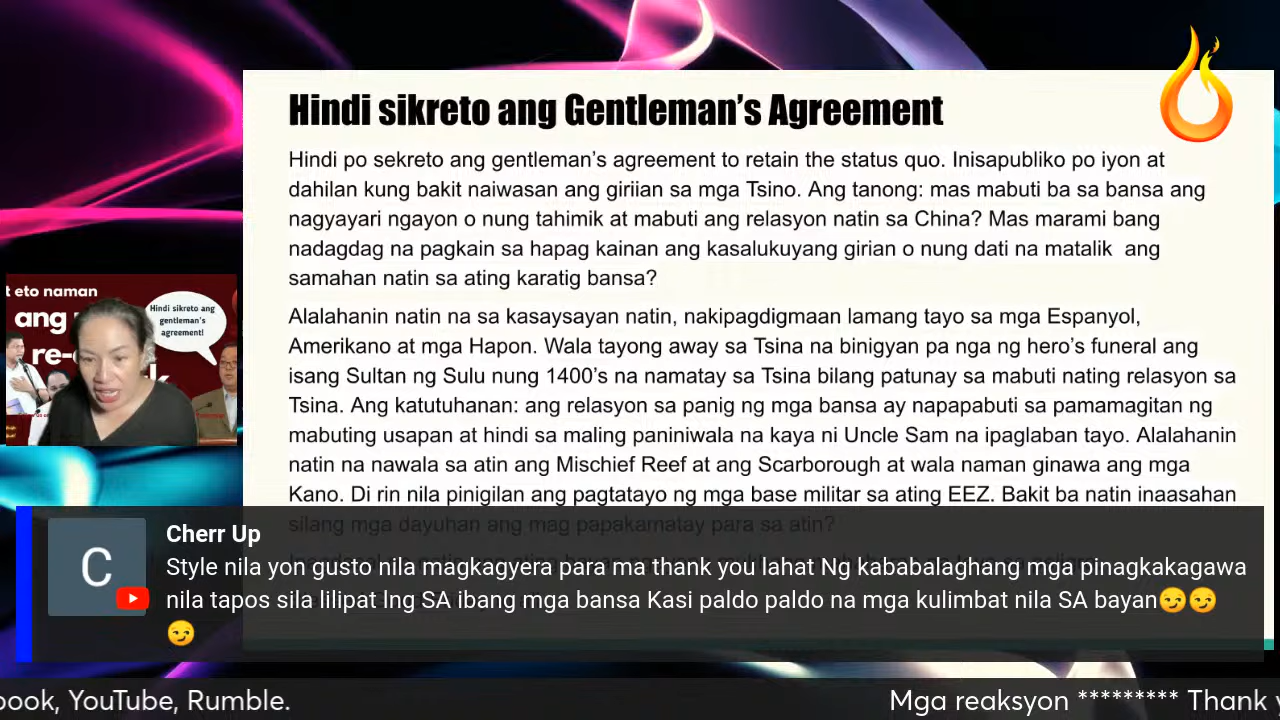 Hindi sikreto ang Gentleman's Agreement
Hindi po sekreto ang gentleman's agreement to retain the status quo. Inisapubliko po iyon at
dahilan kung bakit naiwasan ang giriian sa mga Tsino. Ang tanong: mas mabuti ba sa bansa ang
nagyayari ngayon o nung tahimik at mabuti ang relasyon natin sa China? Mas marami bang
nadagdag na pagkain sa hapag kainan ang kasalukuyang girian o nung dati na matalik ang
samahan natin sa ating karatig bansa?
Alalahanin natin na sa kasaysayan natin, nakipagdigmaan lamang tayo sa mga Espanyol,
Amerikano at mga Hapon. Wala tayong away sa Tsina na binigyan pa nga ng hero's funeral ang
isang Sultan ng Sulu nung 1400's na namatay sa Tsina bilang patunay sa mabuti nating relasyon sa
Tsina. Ang katutuhanan: ang relasyon sa panig ng mga bansa ay napapabuti sa pamamagitan ng
mabuting usapan at hindi sa maling paniniwala na kaya ni Uncle Sam na ipaglaban tayo. Alalahanin
natin na nawala sa atin ang Mischief Reef at ang Scarborough at wala naman ginawa ang mga
Kano. Di rin nila pinigilan ang pagtatayo ng mga base militar sa ating EEZ. Bakit ba natin inaasahan
silang mga dayuhan ang mag papakamatay para sa atin?
t eto naman
ang
re-
k
Hindi sikreto ang
gentleman's
agreement!
C
Cherr Up
Style nila yon gusto nila magkagyera para ma thank you lahat Ng kababalaghang mga pinagkakagawa
nila tapos sila lilipat Ing SA ibang mga bansa Kasi paldo paldo na mga kulimbat nila SA bayan😏😏
😏
book, YouTube, Rumble.
Mga reaksyon ********* Thank